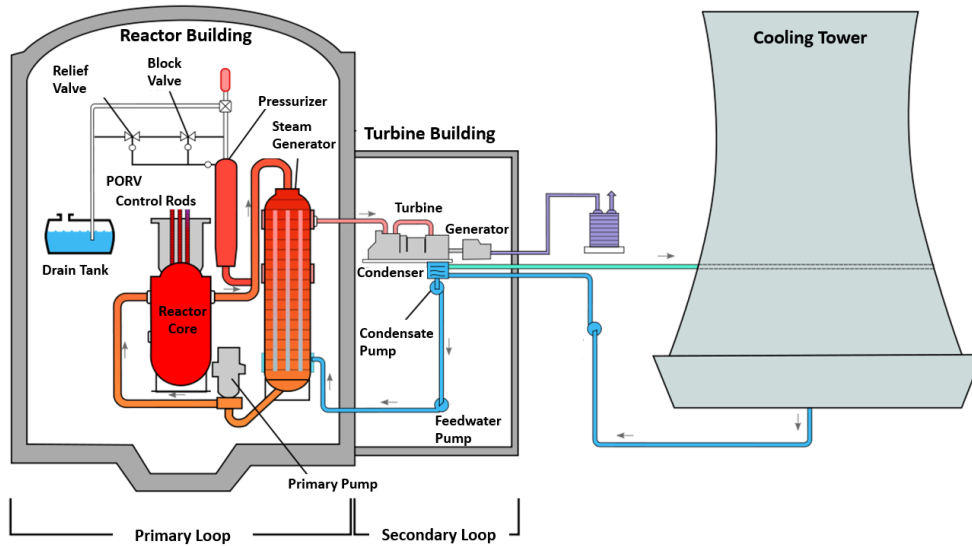 Reactor Building
Cooling Tower
Relief
Valve
Block
Valve
Pressurizer
Steam
Generator
Turbine Building
PORV
Control Rods
Turbine
Generator
Drain Tank
Condenser
Reactor
Core
Condensate
Pump
Feedwater
Pump
Primary Pump
Primary Loop
Secondary Loop